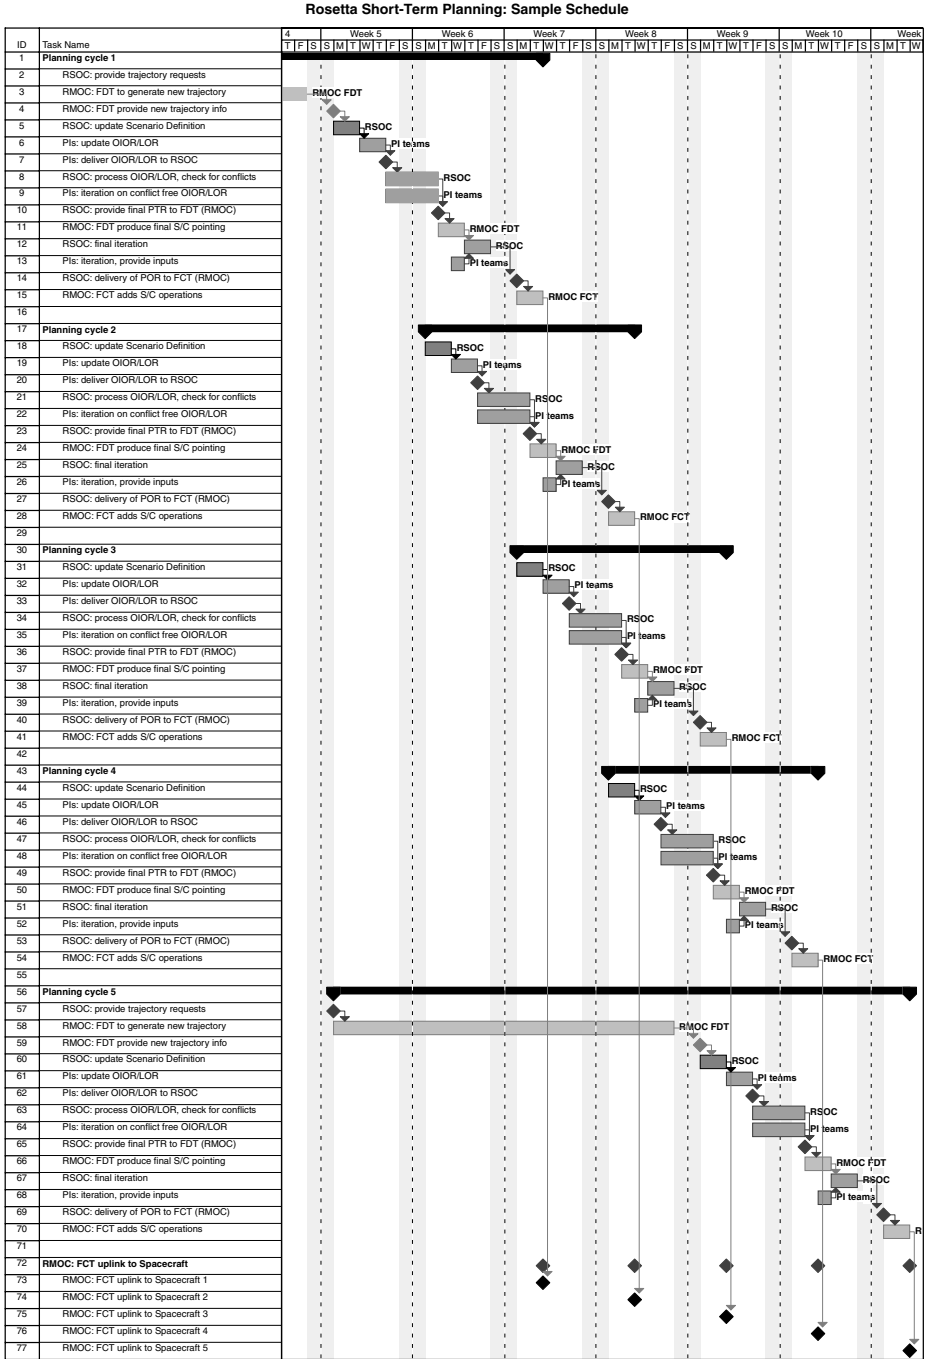 Rosetta Short-Term Planning: Sample Schedule
4 Week 5 Week 6 Week 7 Week 8 Week 9 Week 10 Week
ID Task Name T F S S M T W T F S S M T W T F S S M T W T F S S M T W T F S S M T W T F S S M T W T F S S M T W
1 Planning cycle 1
2 RSOC: provide trajectory requests
3 RMOC: FDT to generate new trajectory RMOC FDT
4 RMOC: FDT provide new trajectory info
5 RSOC: update Scenario Definition RSOC
6 PIs: update OIOR/LOR PI teams
7 PIs: deliver OIOR/LOR to RSOC
8 RSOC: process OIOR/LOR, check for conflicts RSOC
9 PIs: iteration on conflict free OIOR/LOR PI teams
10 RSOC: provide final PTR to FDT (RMOC)
11 RMOC: FDT produce final S/C pointing RMOC FDT
12 RSOC: final iteration RSOC
13 PIs: iteration, provide inputs PI teams
14 RSOC: delivery of POR to FCT (RMOC)
15 RMOC: FCT adds S/C operations RMOC FCT
16
17 Planning cycle 2
18 RSOC: update Scenario Definition RSOC
19 PIs: update OIOR/LOR PI teams
20 PIs: deliver OIOR/LOR to RSOC
21 RSOC: process OIOR/LOR, check for conflicts RSOC
22 PIs: iteration on conflict free OIOR/LOR PI teams
23 RSOC: provide final PTR to FDT (RMOC)
24 RMOC: FDT produce final S/C pointing RMOC FDT
25 RSOC: final iteration RSOC
26 PIs: iteration, provide inputs PI teams
27 RSOC: delivery of POR to FCT (RMOC)
28 RMOC: FCT adds S/C operations RMOC FCT
29
30 Planning cycle 3
31 RSOC: update Scenario Definition RSOC
32 PIs: update OIOR/LOR PI teams
33 PIs: deliver OIOR/LOR to RSOC
34 RSOC: process OIOR/LOR, check for conflicts RSOC
35 PIs: iteration on conflict free OIOR/LOR PI teams
36 RSOC: provide final PTR to FDT (RMOC)
37 RMOC: FDT produce final S/C pointing RMOC FDT
38 RSOC: final iteration RSOC
39 PIs: iteration, provide inputs PI teams
40 RSOC: delivery of POR to FCT (RMOC)
41 RMOC: FCT adds S/C operations RMOC FCT
42
43 Planning cycle 4
44 RSOC: update Scenario Definition RSOC
45 PIs: update OIOR/LOR PI teams
46 PIs: deliver OIOR/LOR to RSOC
47 RSOC: process OIOR/LOR, check for conflicts RSOC
48 PIs: iteration on conflict free OIOR/LOR PI teams
49 RSOC: provide final PTR to FDT (RMOC)
50 RMOC: FDT produce final S/C pointing RMOC FDT
51 RSOC: final iteration RSOC
52 PIs: iteration, provide inputs PI teams
53 RSOC: delivery of POR to FCT (RMOC)
54 RMOC: FCT adds S/C operations RMOC FCT
55
56 Planning cycle 5
57 RSOC: provide trajectory requests
58 RMOC: FDT to generate new trajectory RMOC FDT
59 RMOC: FDT provide new trajectory info
60 RSOC: update Scenario Definition RSOC
61 PIs: update OIOR/LOR PI teams
62 PIs: deliver OIOR/LOR to RSOC
63 RSOC: process OIOR/LOR, check for conflicts RSOC
64 PIs: iteration on conflict free OIOR/LOR PI teams
65 RSOC: provide final PTR to FDT (RMOC)
66 RMOC: FDT produce final S/C pointing RMOC FDT
67 RSOC: final iteration RSOC
68 PIs: iteration, provide inputs PI teams
69 RSOC: delivery of POR to FCT (RMOC)
70 RMOC: FCT adds S/C operations R
71
72 RMOC: FCT uplink to Spacecraft
73 RMOC: FCT uplink to Spacecraft 1
74 RMOC: FCT uplink to Spacecraft 2
75 RMOC: FCT uplink to Spacecraft 3
76 RMOC: FCT uplink to Spacecraft 4
77 RMOC: FCT uplink to Spacecraft 5